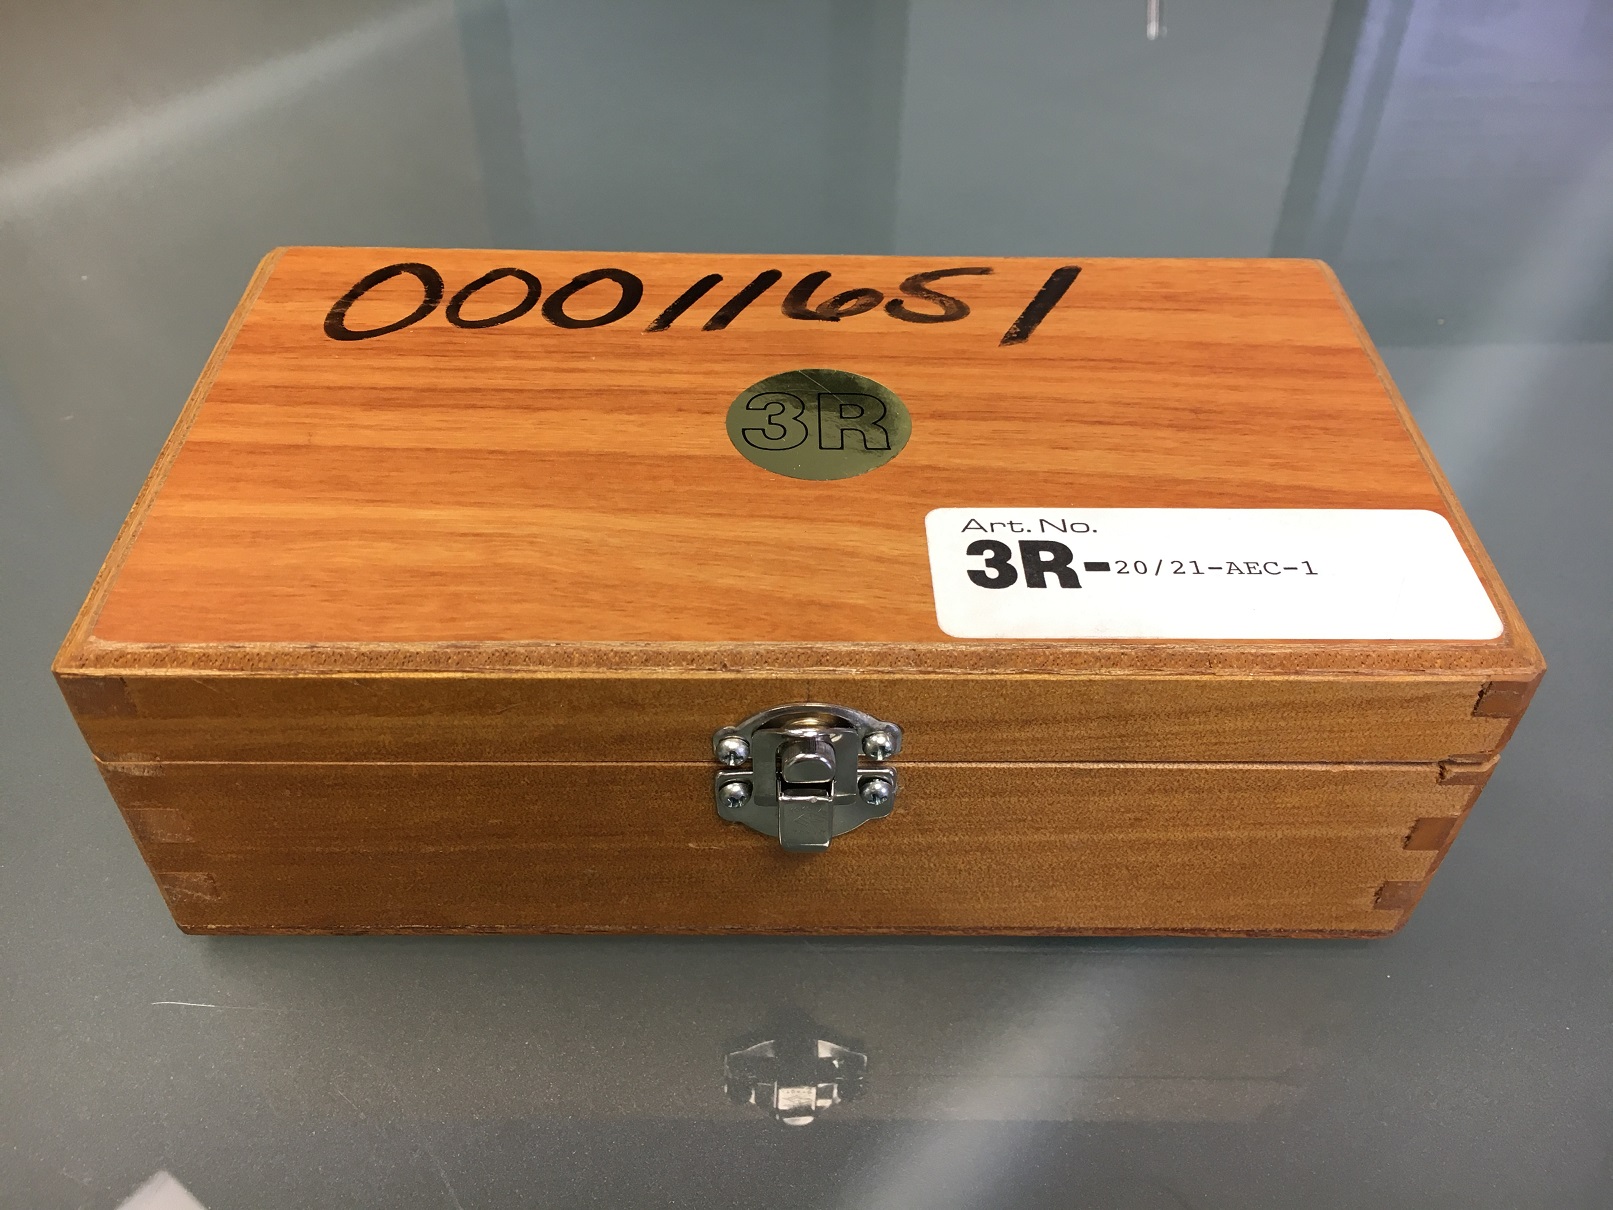 00011651
3R
Art. No.
3R-20/21-AEC-1